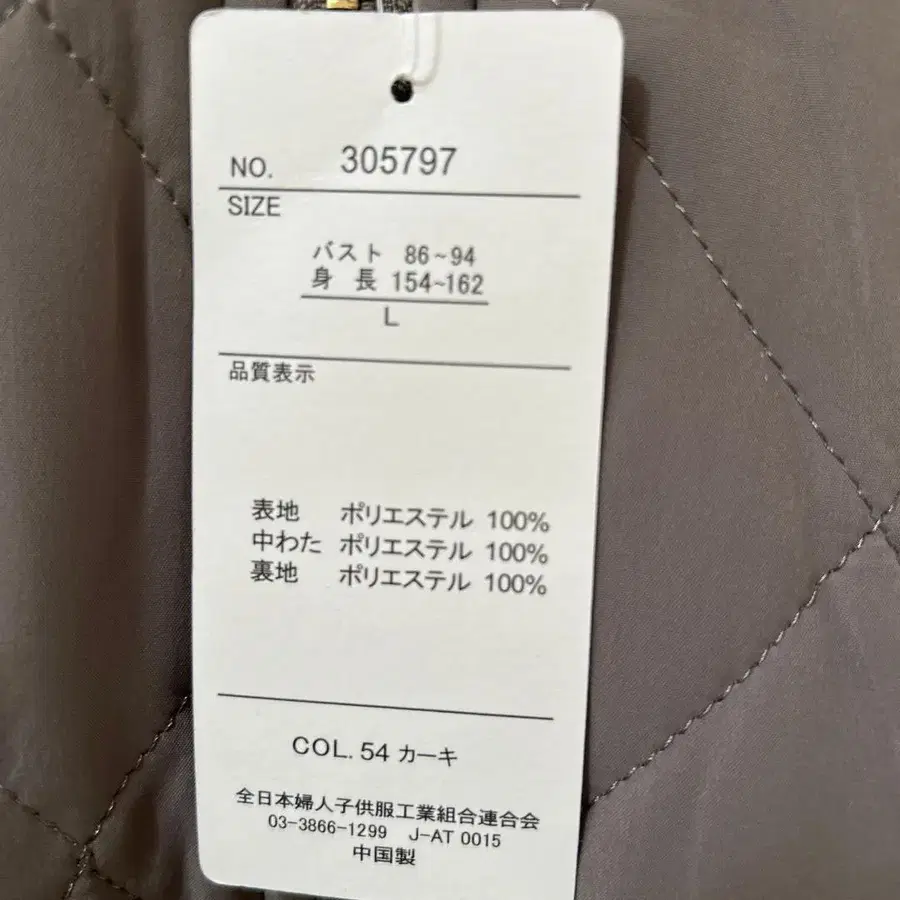 NO. 305797
SIZE
バスト 86~94
身 長 154~162
L
品質表示
表地 ポリエステル 100%
中わた ポリエステル 100%
裏地 ポリエステル 100%
COL. 54 カーキ
全日本婦人子供服工業組合連合会
03-3866-1299 J-AT 0015
中国製